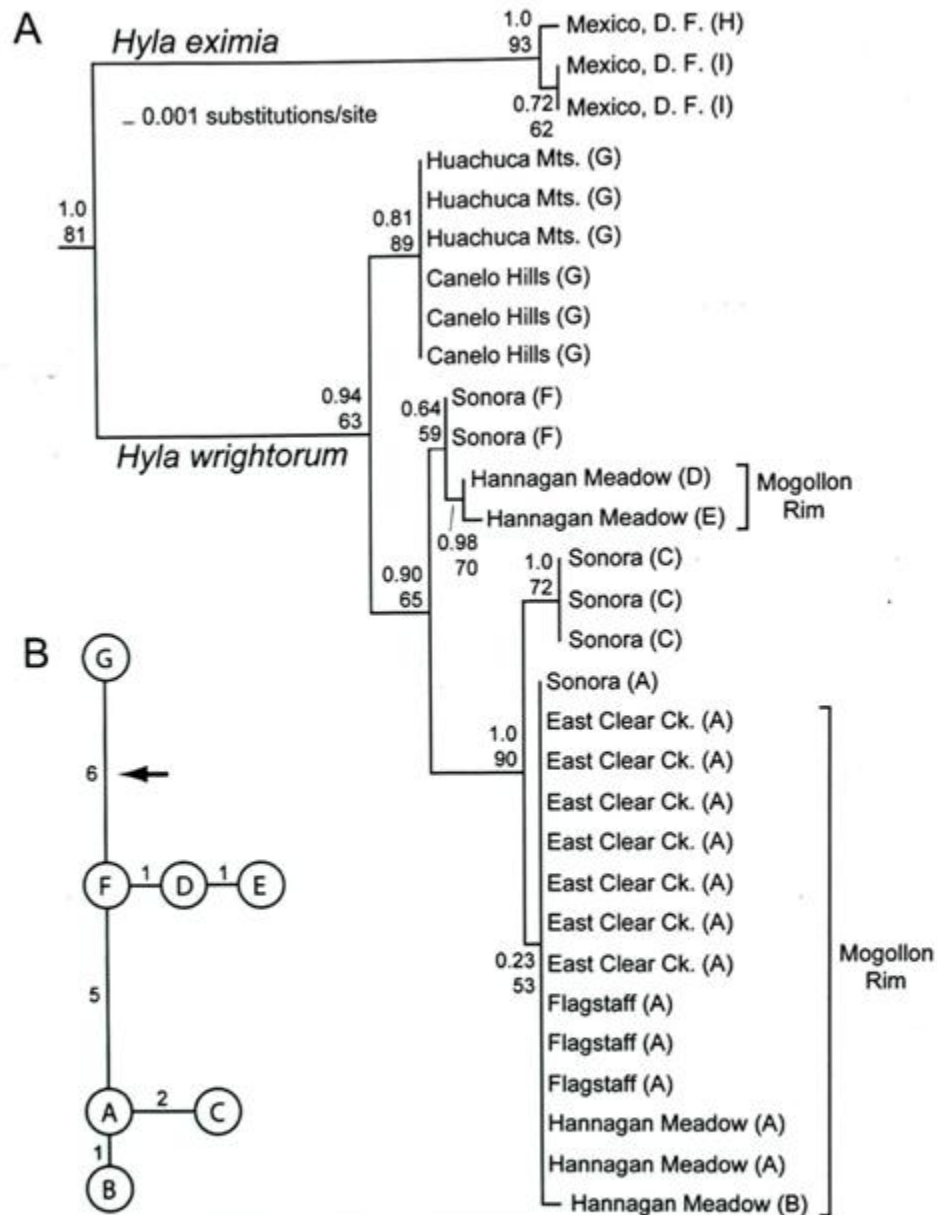 A
Hyla eximia
1.0
93
Mexico, D. F. (H)
Mexico, D. F. (I)
Mexico, D. F. (I)
0.72
62
– 0.001 substitutions/site
1.0
81
Huachuca Mts. (G)
Huachuca Mts. (G)
Huachuca Mts. (G)
Canelo Hills (G)
Canelo Hills (G)
Canelo Hills (G)
0.81
89
0.94
63
Hyla wrightorum
Sonora (F)
Sonora (F)
0.64
59
Hannagan Meadow (D)
Hannagan Meadow (E)
Mogollon
Rim
0.98
70
0.90
65
1.0
72
Sonora (C)
Sonora (C)
Sonora (C)
1.0
90
Sonora (A)
East Clear Ck. (A)
East Clear Ck. (A)
East Clear Ck. (A)
East Clear Ck. (A)
East Clear Ck. (A)
East Clear Ck. (A)
East Clear Ck. (A)
Flagstaff (A)
Flagstaff (A)
Flagstaff (A)
Hannagan Meadow (A)
Hannagan Meadow (A)
Hannagan Meadow (B)
0.23
53
Mogollon
Rim
B
G
6
F
1
D
1
E
5
A
2
C
1
B